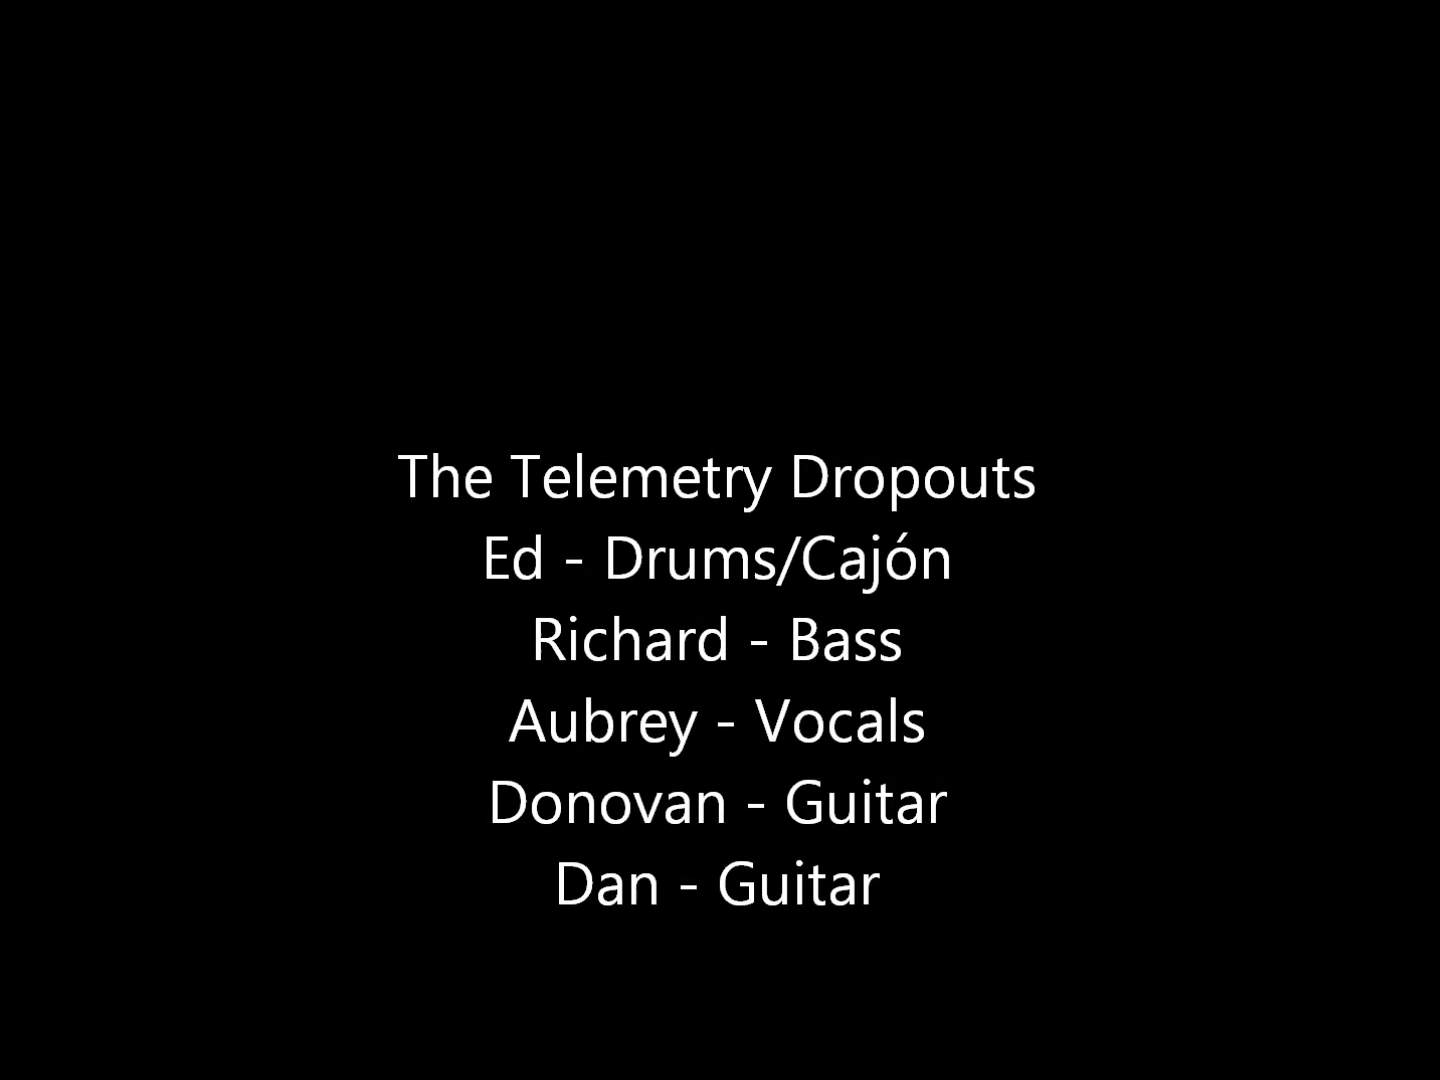 The Telemetry Dropouts
Ed - Drums/Cajón
Richard - Bass
Aubrey - Vocals
Donovan - Guitar
Dan - Guitar